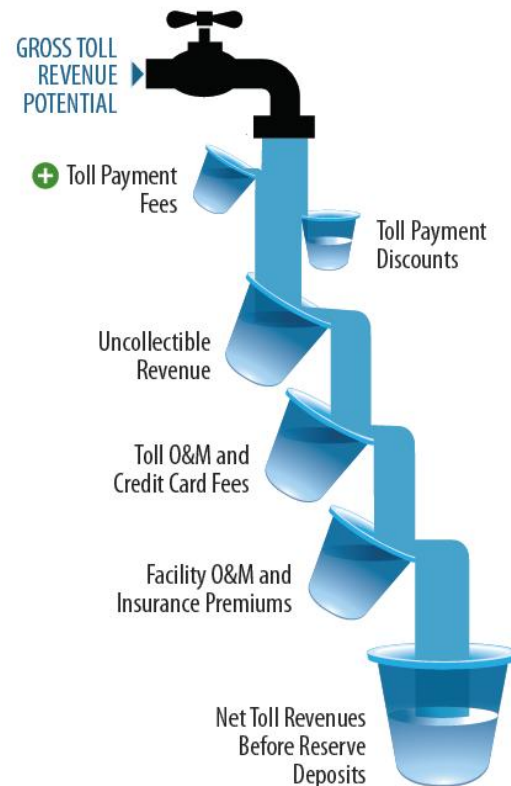 GROSS TOLL
REVENUE
POTENTIAL
+ Toll Payment
Fees
Toll Payment
Discounts
Uncollectible
Revenue
Toll O&M and
Credit Card Fees
Facility O&M and
Insurance Premiums
Net Toll Revenues
Before Reserve
Deposits